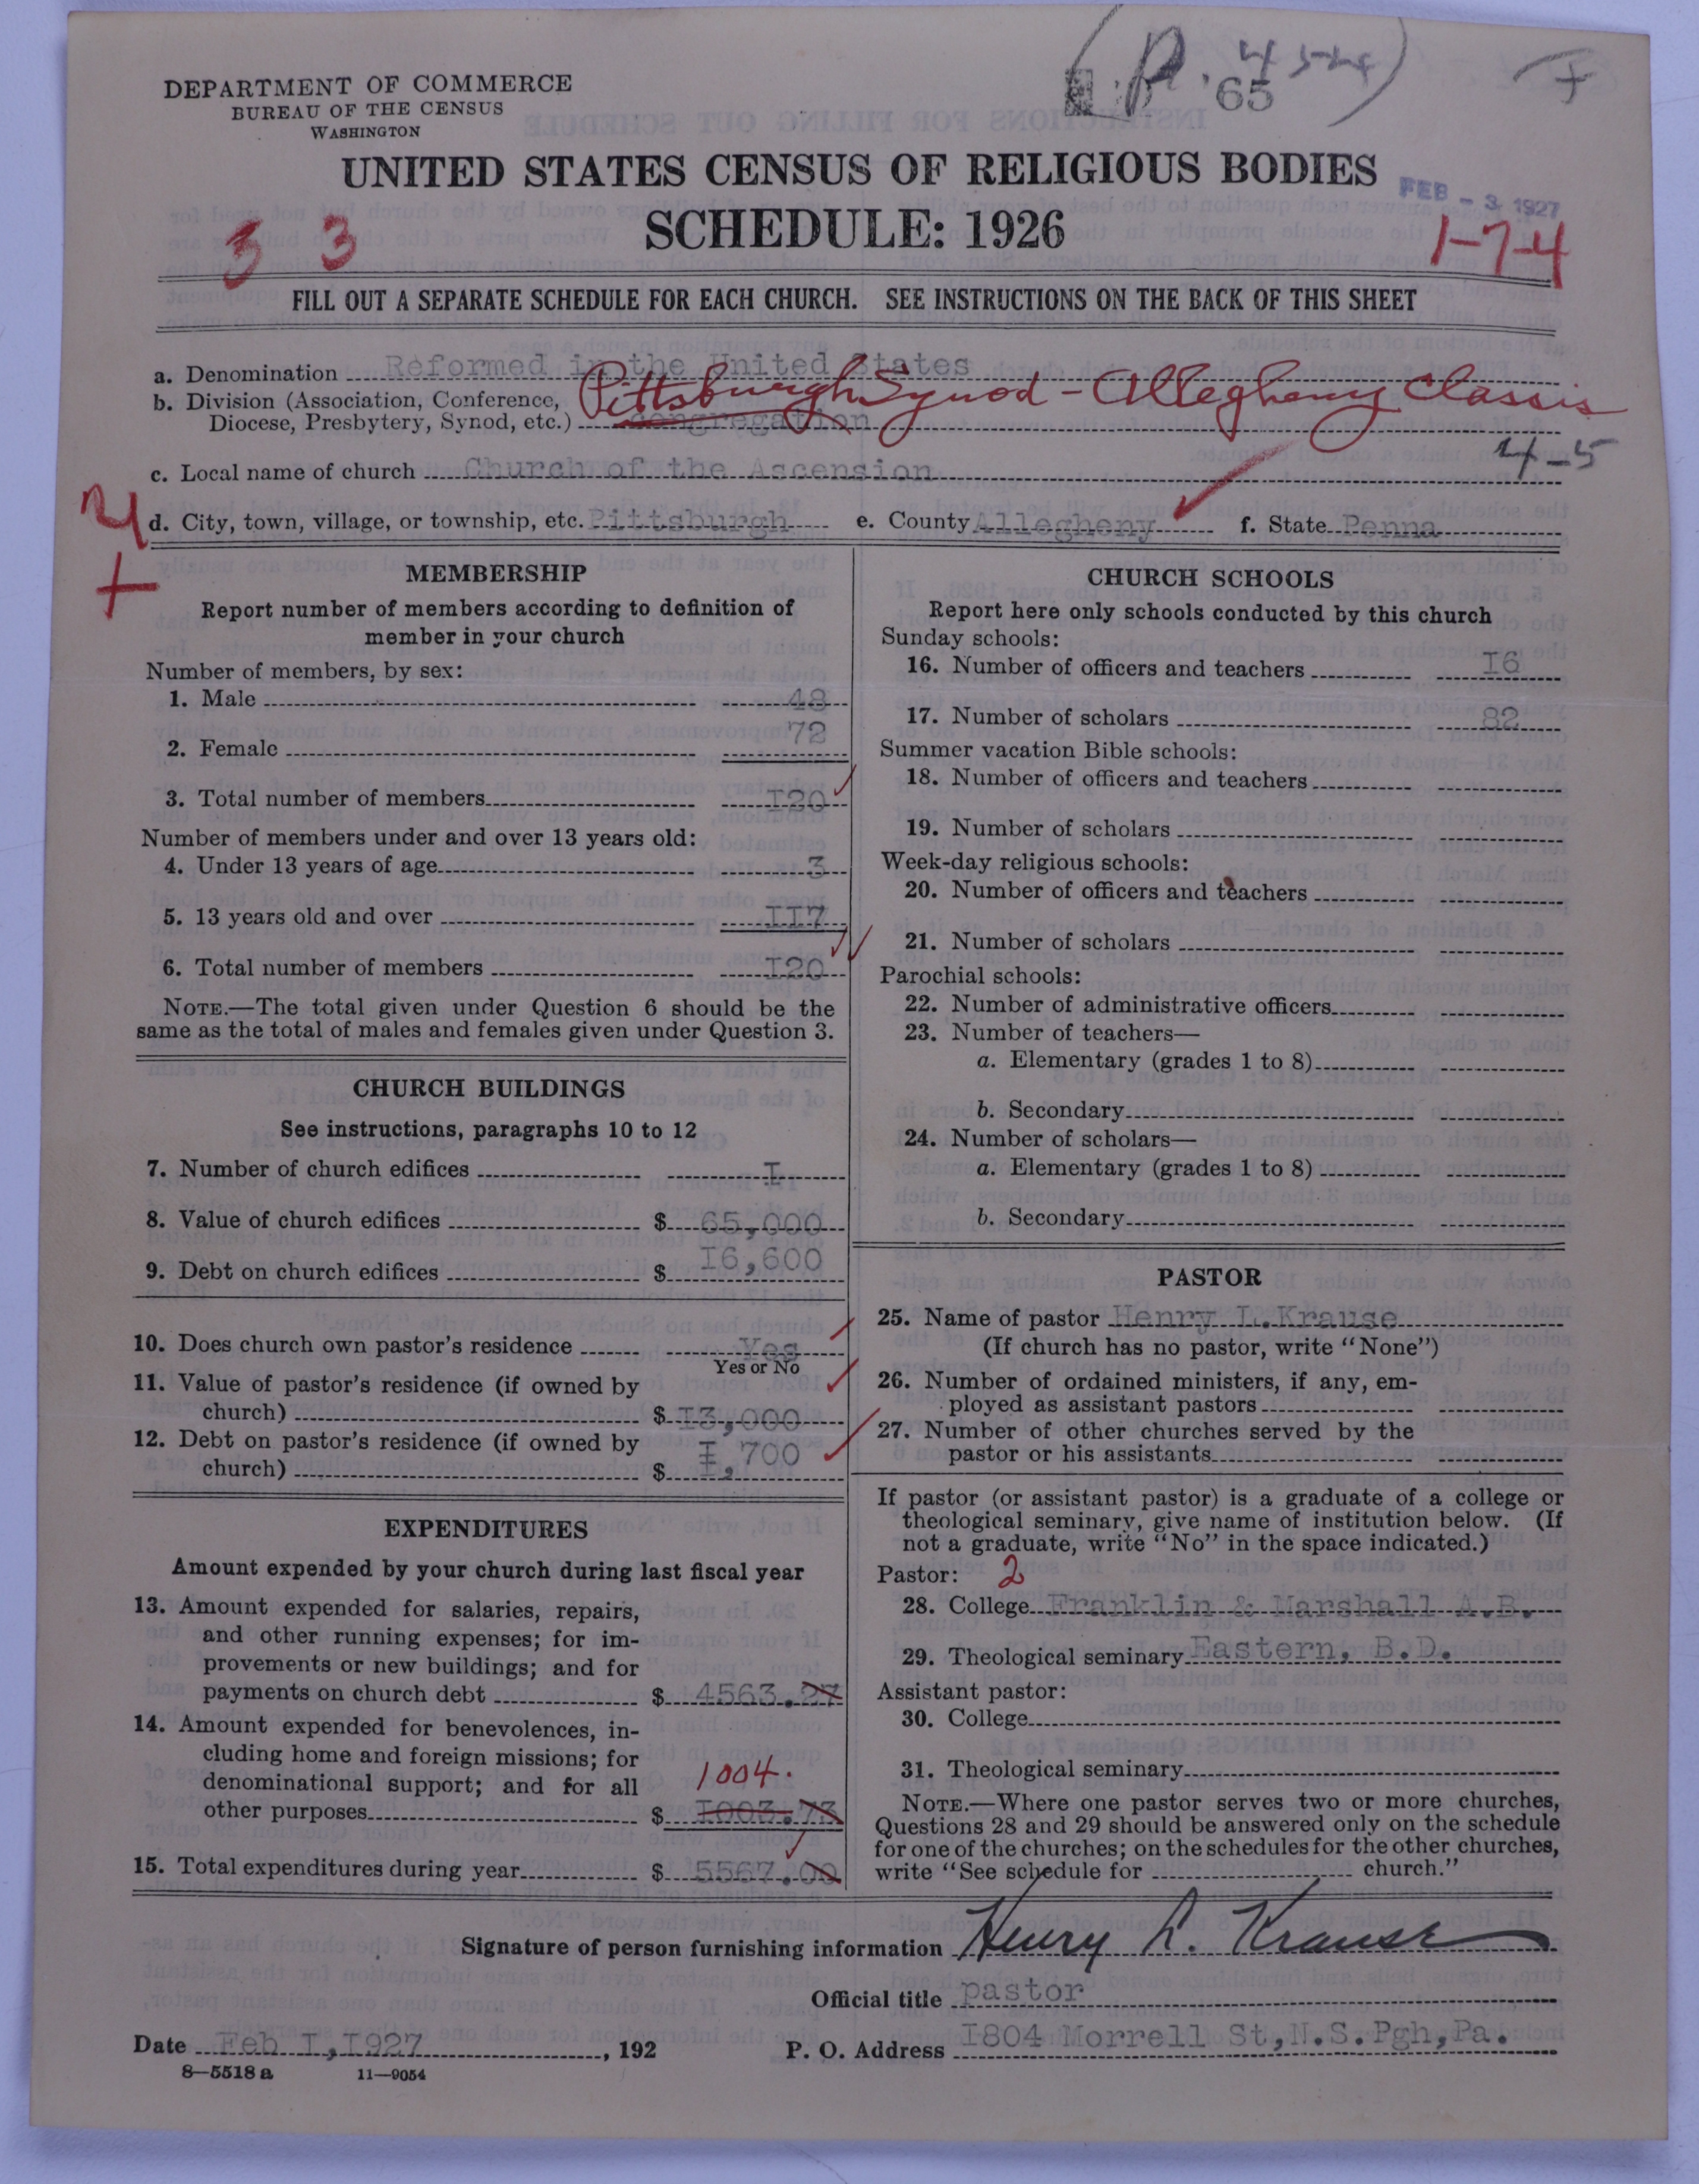 (P. 4524)
'65
DEPARTMENT OF COMMERCE
BUREAU OF THE CENSUS
WASHINGTON
UNITED STATES CENSUS OF RELIGIOUS BODIES
FEB - 3 1927
SCHEDULE: 1926
3 3
1-7-4
FILL OUT A SEPARATE SCHEDULE FOR EACH CHURCH. SEE INSTRUCTIONS ON THE BACK OF THIS SHEET
a. Denomination Reformed in the United States
b. Division (Association, Conference, Pittsburgh Synod - Allegheny Classis
Diocese, Presbytery, Synod, etc.) congregation
4-5
c. Local name of church Church of the Ascension
d. City, town, village, or township, etc. Pittsburgh e. County Allegheny f. State Penna
MEMBERSHIP
Report number of members according to definition of
member in your church
Number of members, by sex:
1. Male 48
2. Female 72
3. Total number of members I20
Number of members under and over 13 years old:
4. Under 13 years of age 3
5. 13 years old and over II7
6. Total number of members I20
NOTE.—The total given under Question 6 should be the
same as the total of males and females given under Question 3.
CHURCH BUILDINGS
See instructions, paragraphs 10 to 12
7. Number of church edifices I
8. Value of church edifices $ 65,000
9. Debt on church edifices $ I6,600
10. Does church own pastor's residence Yes
Yes or No
11. Value of pastor's residence (if owned by
church) $ I3,000
12. Debt on pastor's residence (if owned by
church) $ I,700
EXPENDITURES
Amount expended by your church during last fiscal year
13. Amount expended for salaries, repairs,
and other running expenses; for im-
provements or new buildings; and for
payments on church debt $ 4563.27
14. Amount expended for benevolences, in-
cluding home and foreign missions; for
denominational support; and for all 1004.
other purposes $ I003.73
15. Total expenditures during year $ 5567.00
CHURCH SCHOOLS
Report here only schools conducted by this church
Sunday schools:
16. Number of officers and teachers I6
17. Number of scholars 82
Summer vacation Bible schools:
18. Number of officers and teachers
19. Number of scholars
Week-day religious schools:
20. Number of officers and teachers
21. Number of scholars
Parochial schools:
22. Number of administrative officers
23. Number of teachers—
a. Elementary (grades 1 to 8)
b. Secondary
24. Number of scholars—
a. Elementary (grades 1 to 8)
b. Secondary
PASTOR
25. Name of pastor Henry L.Krause
(If church has no pastor, write "None")
26. Number of ordained ministers, if any, em-
ployed as assistant pastors
27. Number of other churches served by the
pastor or his assistants
If pastor (or assistant pastor) is a graduate of a college or
theological seminary, give name of institution below. (If
not a graduate, write "No" in the space indicated.)
Pastor: 2
28. College Franklin & Marshall A.B.
29. Theological seminary Eastern, B.D.
Assistant pastor:
30. College
31. Theological seminary
NOTE.—Where one pastor serves two or more churches,
Questions 28 and 29 should be answered only on the schedule
for one of the churches; on the schedules for the other churches,
write "See schedule for church."
Signature of person furnishing information Henry L. Krause
Official title pastor
Date Feb I,I927 , 192
P. O. Address I804 Morrell St,N.S.Pgh,Pa.
8—5518 a 11—9054